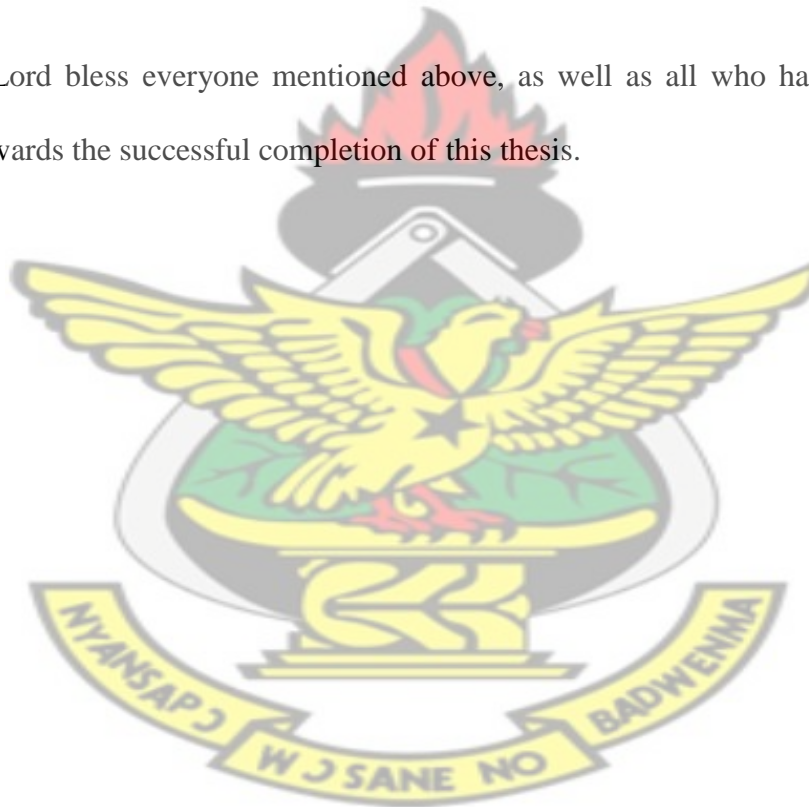 Lord bless everyone mentioned above, as well as all who ha
wards the successful completion of this thesis.
NYANSAPƆ
WƆSANE NO
BADWENMA